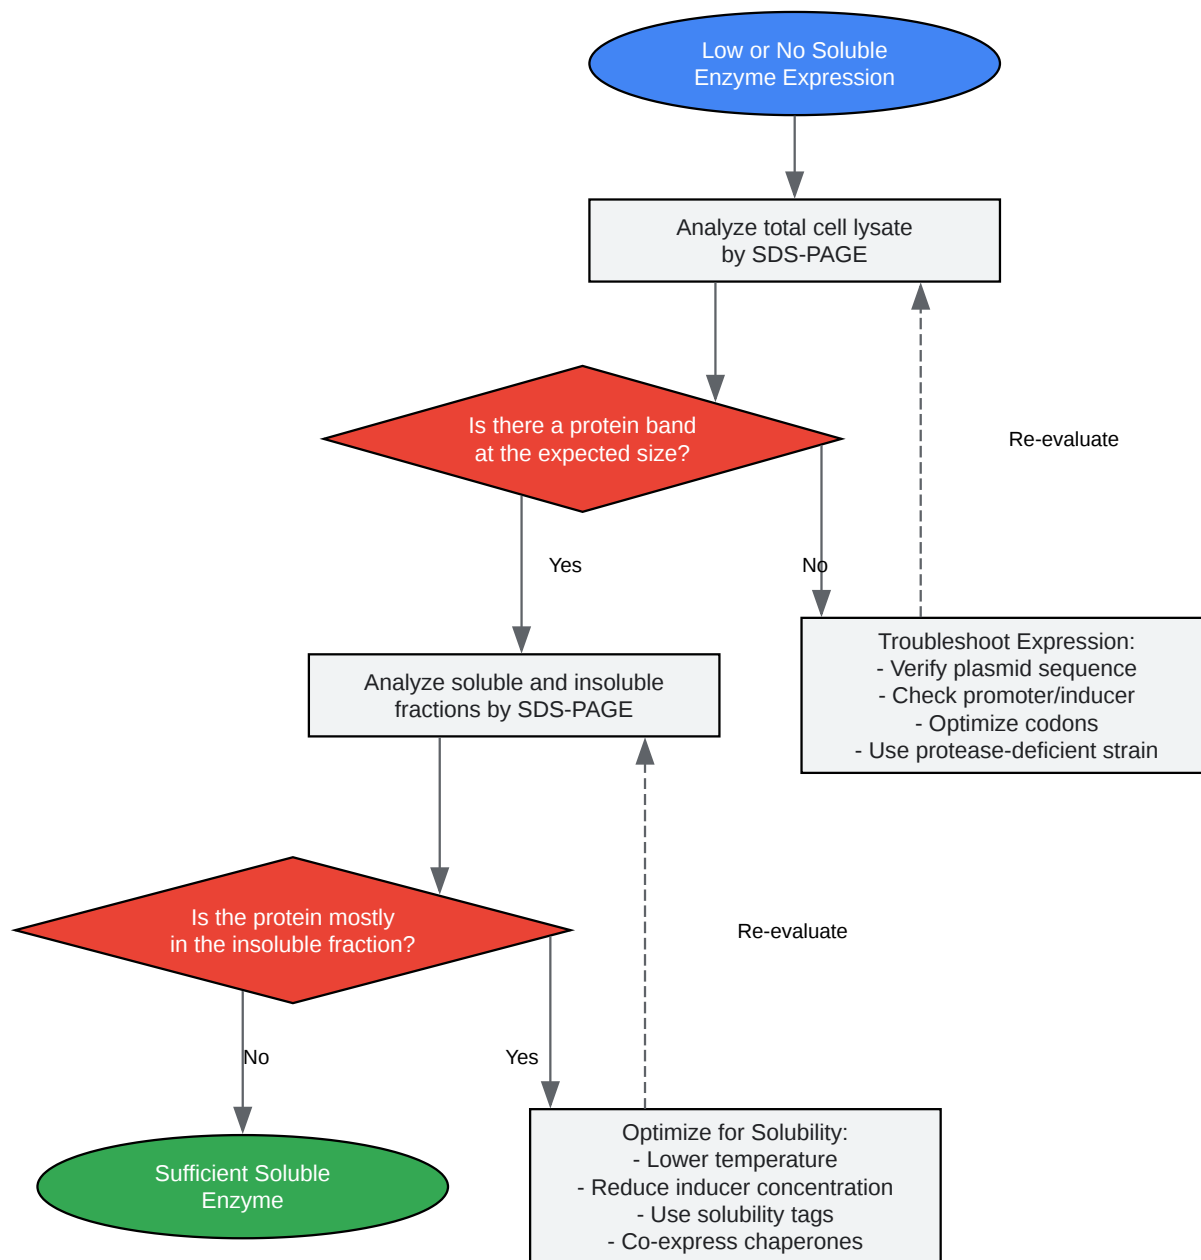 Low or No Soluble
Enzyme Expression
Analyze total cell lysate
by SDS-PAGE
Is there a protein band
at the expected size?
Re-evaluate
Yes
No
Troubleshoot Expression:
- Verify plasmid sequence
- Check promoter/inducer
- Optimize codons
- Use protease-deficient strain
Analyze soluble and insoluble
fractions by SDS-PAGE
Is the protein mostly
in the insoluble fraction?
Re-evaluate
No
Yes
Sufficient Soluble
Enzyme
Optimize for Solubility:
- Lower temperature
- Reduce inducer concentration
- Use solubility tags
- Co-express chaperones